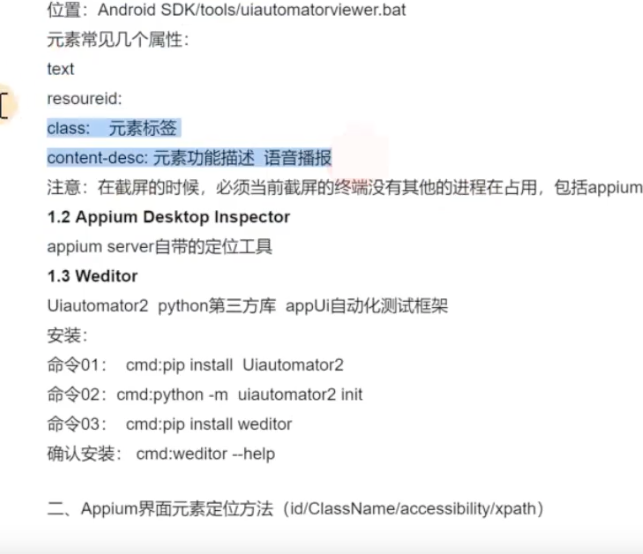 位置：Android SDK/tools/uiautomatorviewer.bat
元素常见几个属性：
text
resoureid:
class: 元素标签
content-desc: 元素功能描述 语音播报
注意：在截屏的时候，必须当前截屏的终端没有其他的进程在占用，包括appium
1.2 Appium Desktop Inspector
appium server自带的定位工具
1.3 Weditor
Uiautomator2 python第三方库 appUi自动化测试框架
安装：
命令01： cmd:pip install Uiautomator2
命令02：cmd:python -m uiautomator2 init
命令03： cmd:pip install weditor
确认安装： cmd:weditor --help
二、Appium界面元素定位方法（id/ClassName/accessibility/xpath）